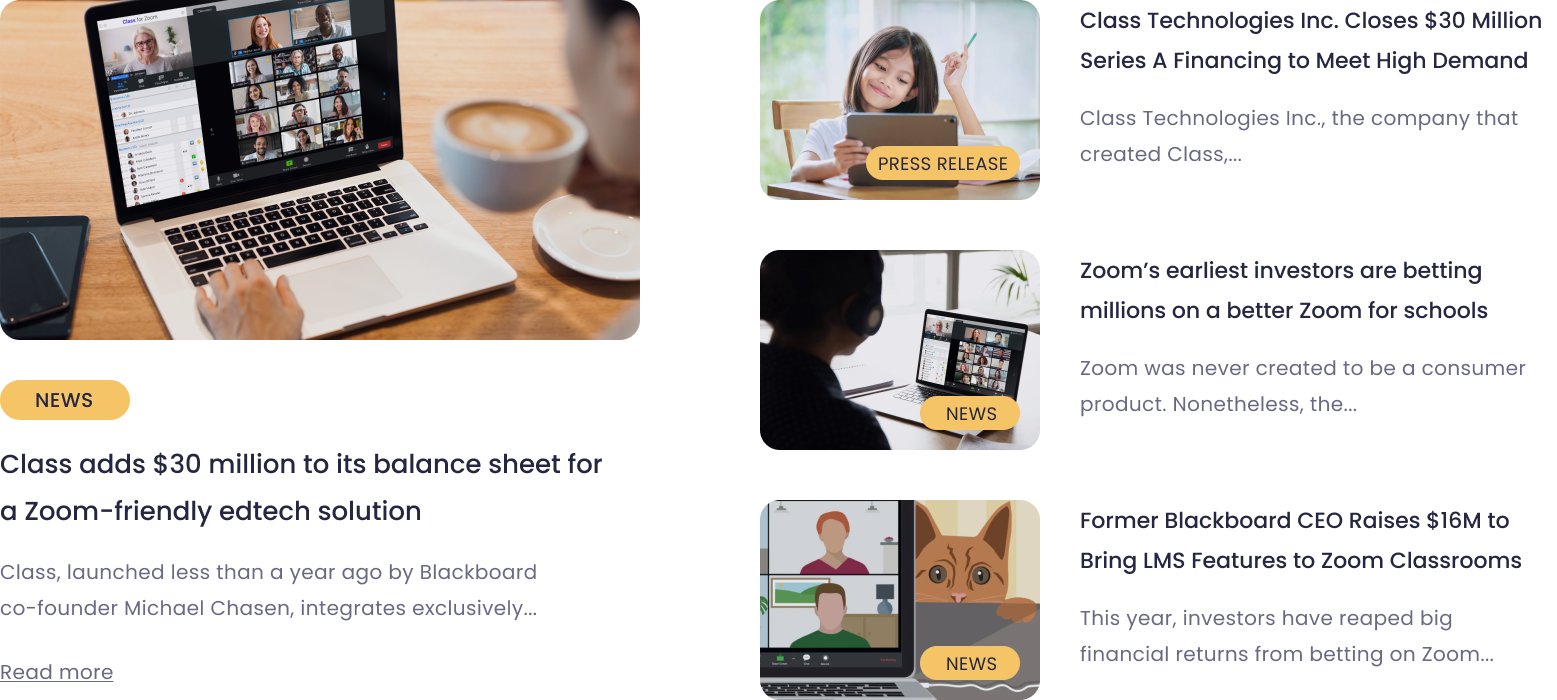 Class for Zoom
NEWS
Class adds $30 million to its balance sheet for
a Zoom-friendly edtech solution
Class, launched less than a year ago by Blackboard
co-founder Michael Chasen, integrates exclusively...
Read more
PRESS RELEASE
Class Technologies Inc. Closes $30 Million
Series A Financing to Meet High Demand
Class Technologies Inc., the company that
created Class,...
NEWS
Zoom’s earliest investors are betting
millions on a better Zoom for schools
Zoom was never created to be a consumer
product. Nonetheless, the...
NEWS
Former Blackboard CEO Raises $16M to
Bring LMS Features to Zoom Classrooms
This year, investors have reaped big
financial returns from betting on Zoom...